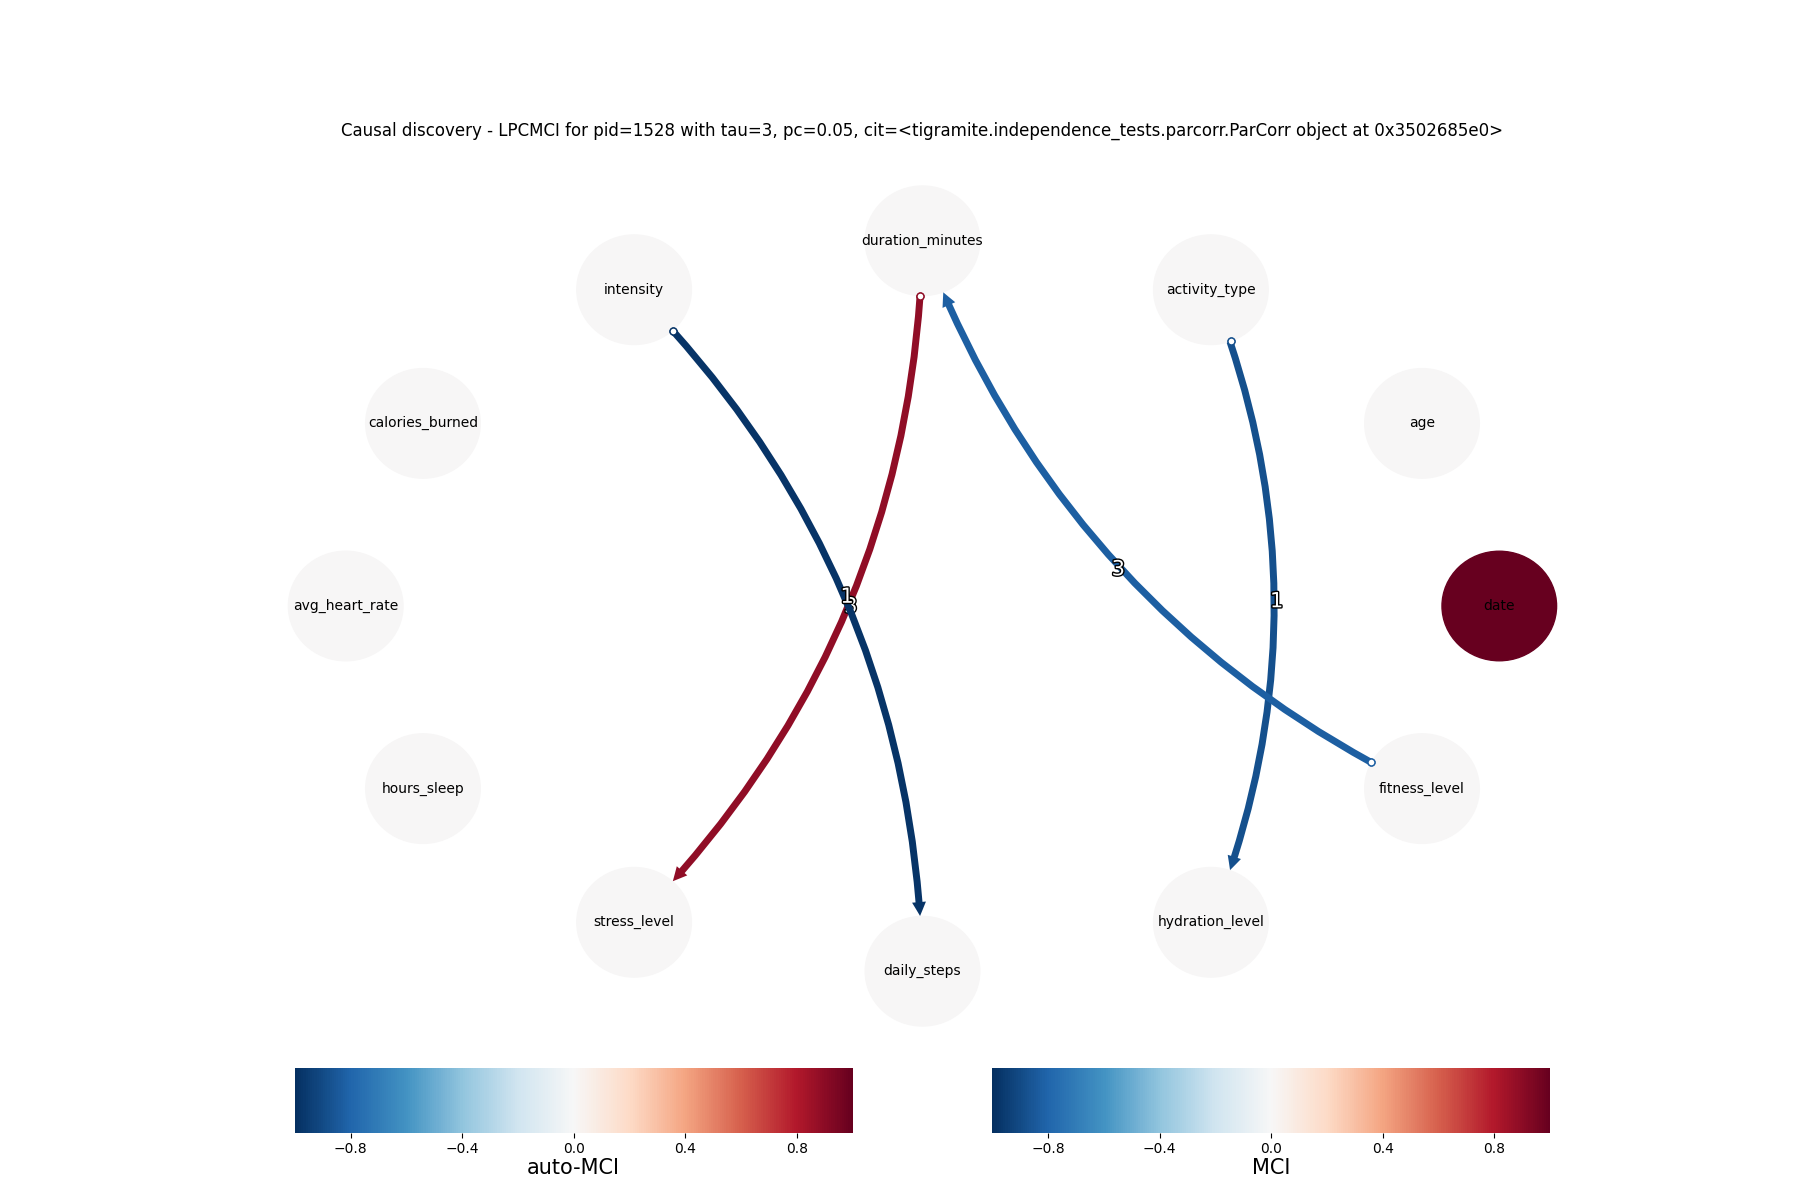 Causal discovery - LPCMCI for pid=1528 with tau=3, pc=0.05, cit=<tigramite.independence_tests.parcorr.ParCorr object at 0x3502685e0>
duration_minutes
intensity
activity_type
calories_burned
age
3
1
3
1
avg_heart_rate
date
hours_sleep
fitness_level
stress_level
hydration_level
daily_steps
−0.8 −0.4 0.0 0.4 0.8
auto-MCI
−0.8 −0.4 0.0 0.4 0.8
MCI